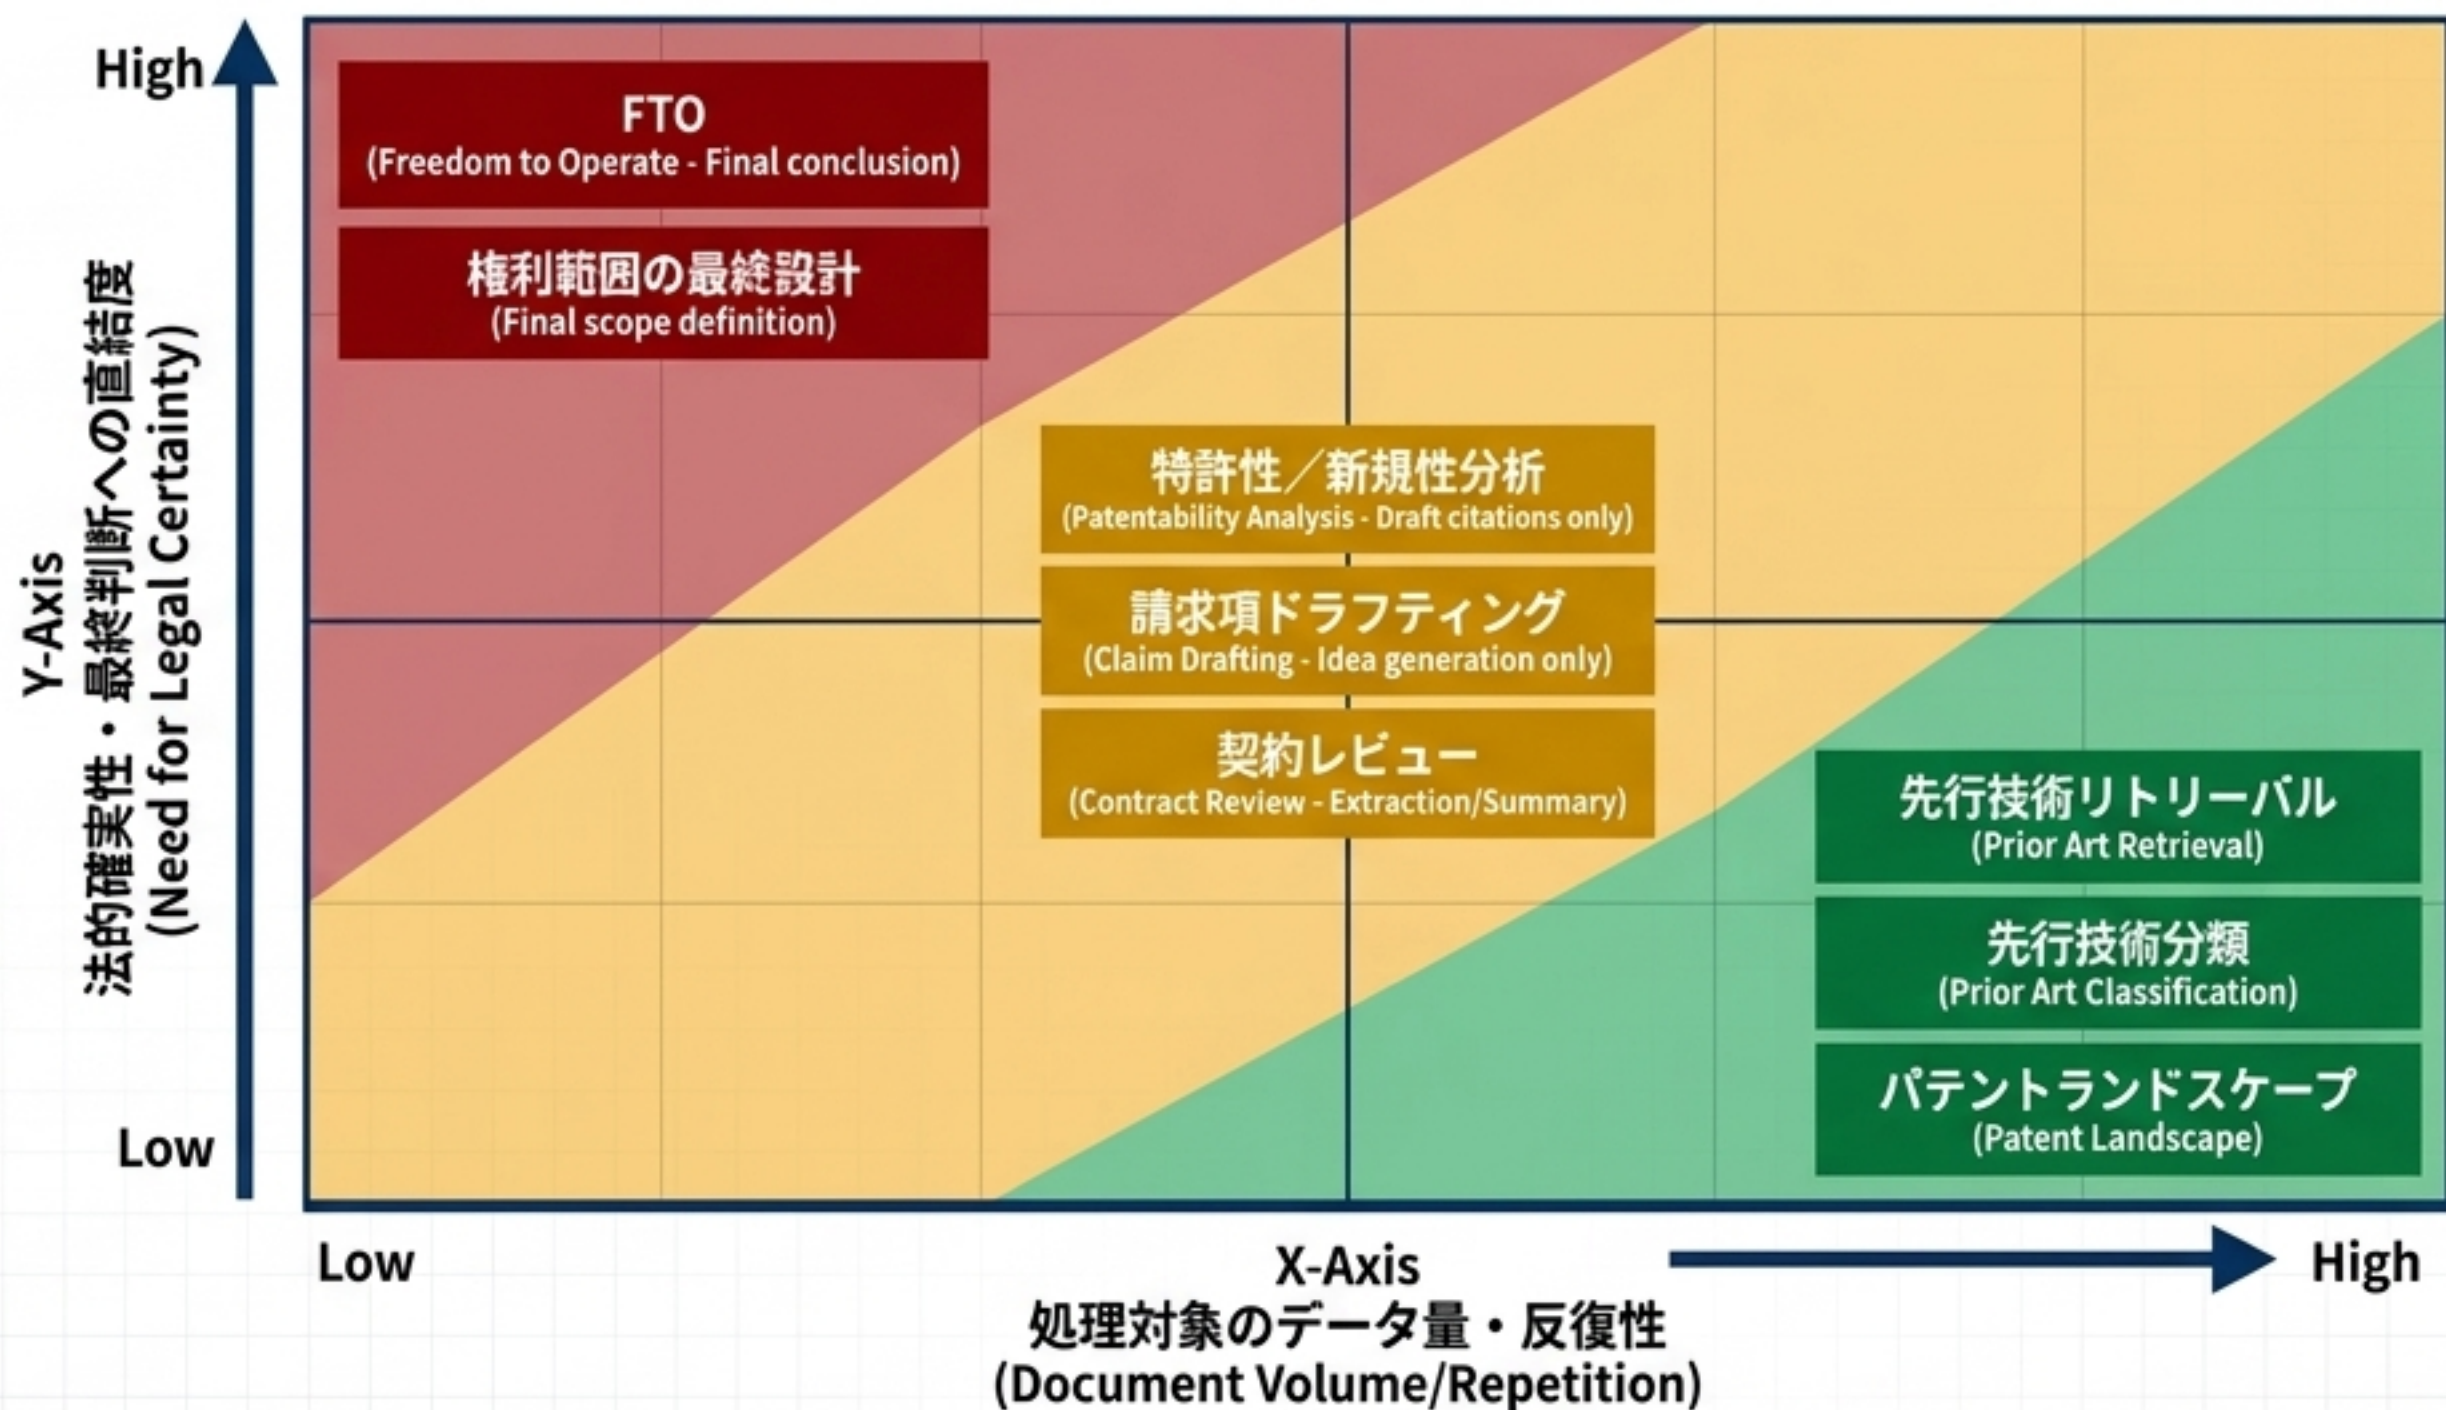 High
FTO
(Freedom to Operate - Final conclusion)
権利範囲の最終設計
(Final scope definition)
特許性／新規性分析
(Patentability Analysis - Draft citations only)
請求項ドラフティング
(Claim Drafting - Idea generation only)
契約レビュー
(Contract Review - Extraction/Summary)
先行技術リトリーバル
(Prior Art Retrieval)
先行技術分類
(Prior Art Classification)
パテントランドスケープ
(Patent Landscape)
Y-Axis
法的確実性・最終判断への直結度
(Need for Legal Certainty)
Low
Low
X-Axis
High
処理対象のデータ量・反復性
(Document Volume/Repetition)